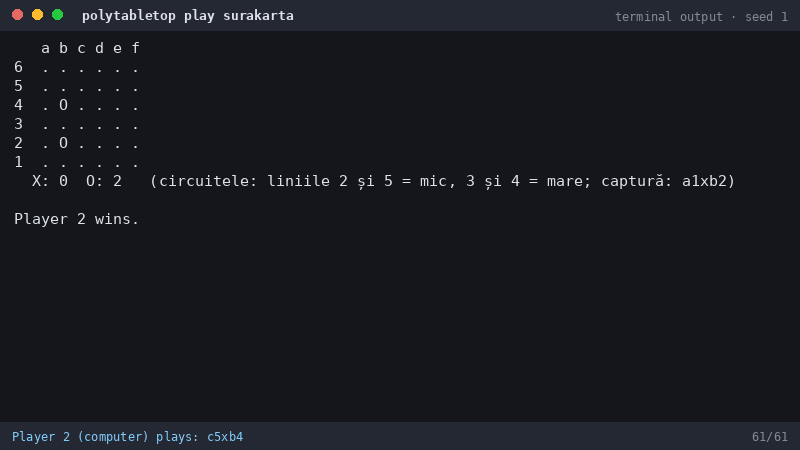 polytabletop play surakarta
terminal output · seed 1
a b c d e f
6 . . . . . .
5 . . . . . .
4 . O . . . .
3 . . . . . .
2 . O . . . .
1 . . . . . .
X: 0 O: 2 (circuitele: liniile 2 și 5 = mic, 3 și 4 = mare; captură: a1xb2)
Player 2 wins.
Player 2 (computer) plays: c5xb4
61/61